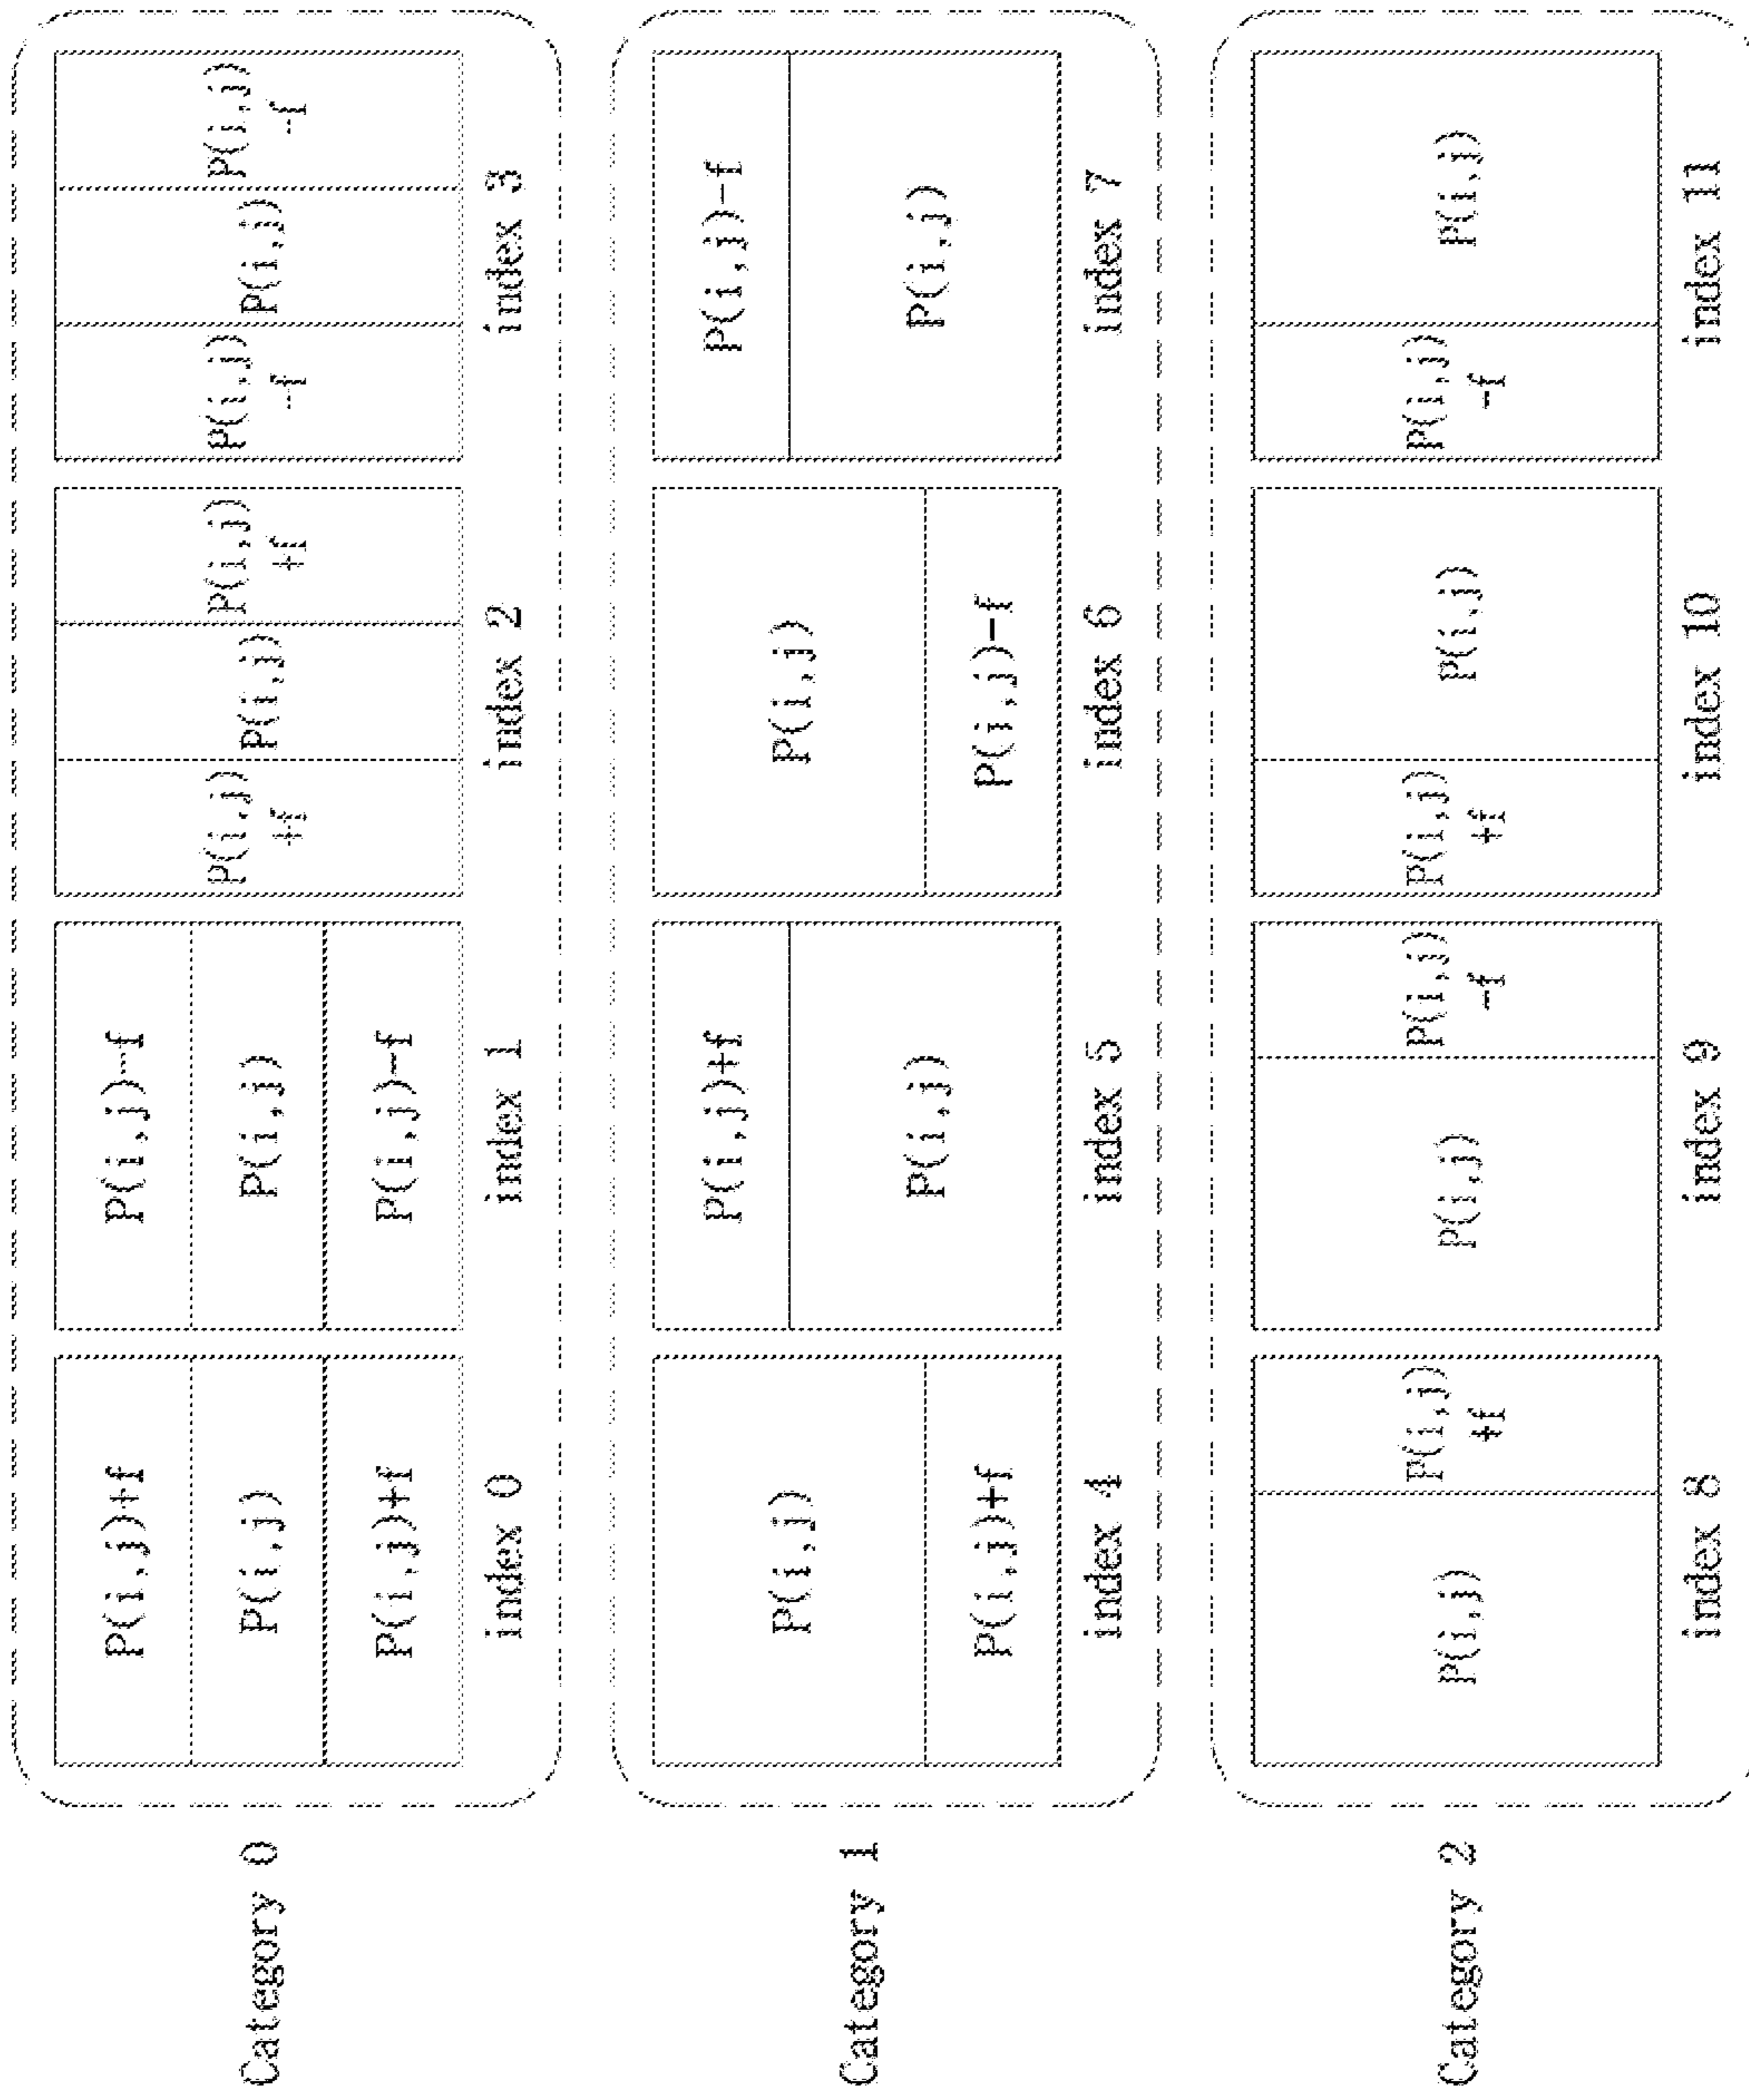 Category 0
P(i,j)+f
P(i,j)
P(i,j)+f
index 0
P(i,j)-f
P(i,j)
P(i,j)-f
index 1
P(i,j)
+f
P(i,j)
P(i,j)
+f
index 2
P(i,j)
-f
P(i,j)
P(i,j)
-f
index 3
Category 1
P(i,j)
P(i,j)+f
index 4
P(i,j)+f
P(i,j)
index 5
P(i,j)
P(i,j)-f
index 6
P(i,j)-f
P(i,j)
index 7
Category 2
P(i,j)
P(i,j)
+f
index 8
P(i,j)
P(i,j)
-f
index 9
P(i,j)
+f
P(i,j)
index 10
P(i,j)
-f
P(i,j)
index 11